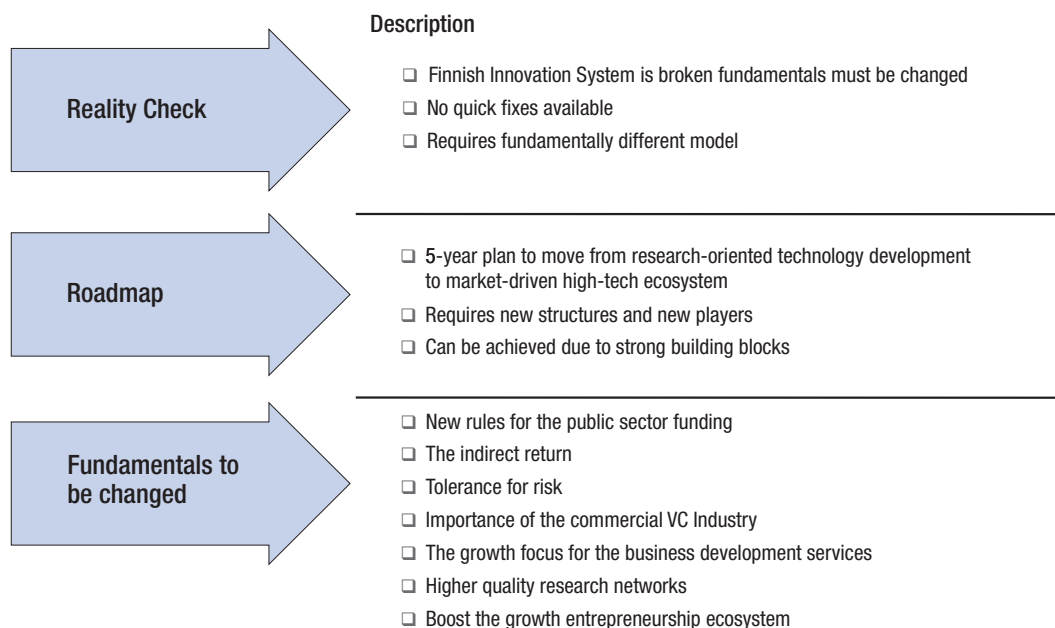 Description
Reality Check
❑ Finnish Innovation System is broken fundamentals must be changed
❑ No quick fixes available
❑ Requires fundamentally different model
Roadmap
❑ 5-year plan to move from research-oriented technology development
to market-driven high-tech ecosystem
❑ Requires new structures and new players
❑ Can be achieved due to strong building blocks
Fundamentals to
be changed
❑ New rules for the public sector funding
❑ The indirect return
❑ Tolerance for risk
❑ Importance of the commercial VC Industry
❑ The growth focus for the business development services
❑ Higher quality research networks
❑ Boost the growth entrepreneurship ecosystem